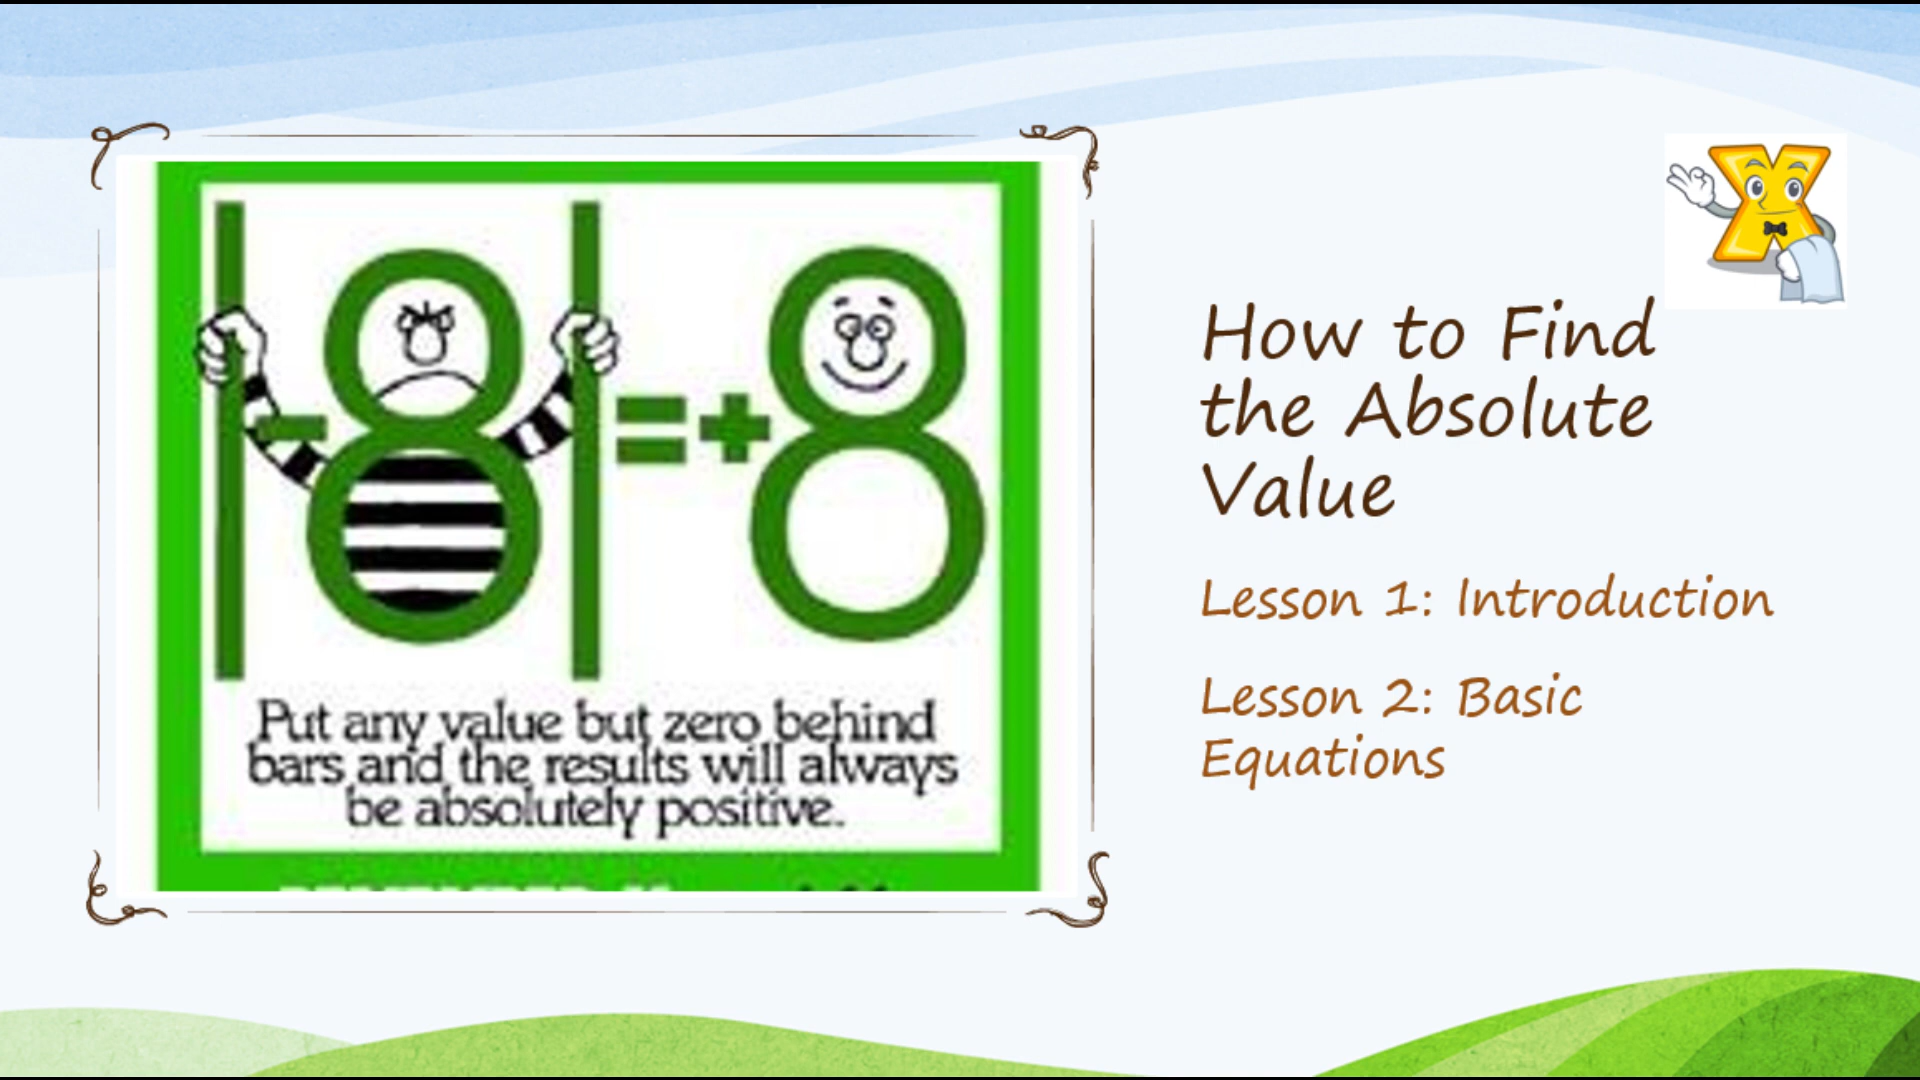 |-8|=+8
Put any value but zero behind
bars and the results will always
be absolutely positive.
How to Find
the Absolute
Value
Lesson 1: Introduction
Lesson 2: Basic
Equations